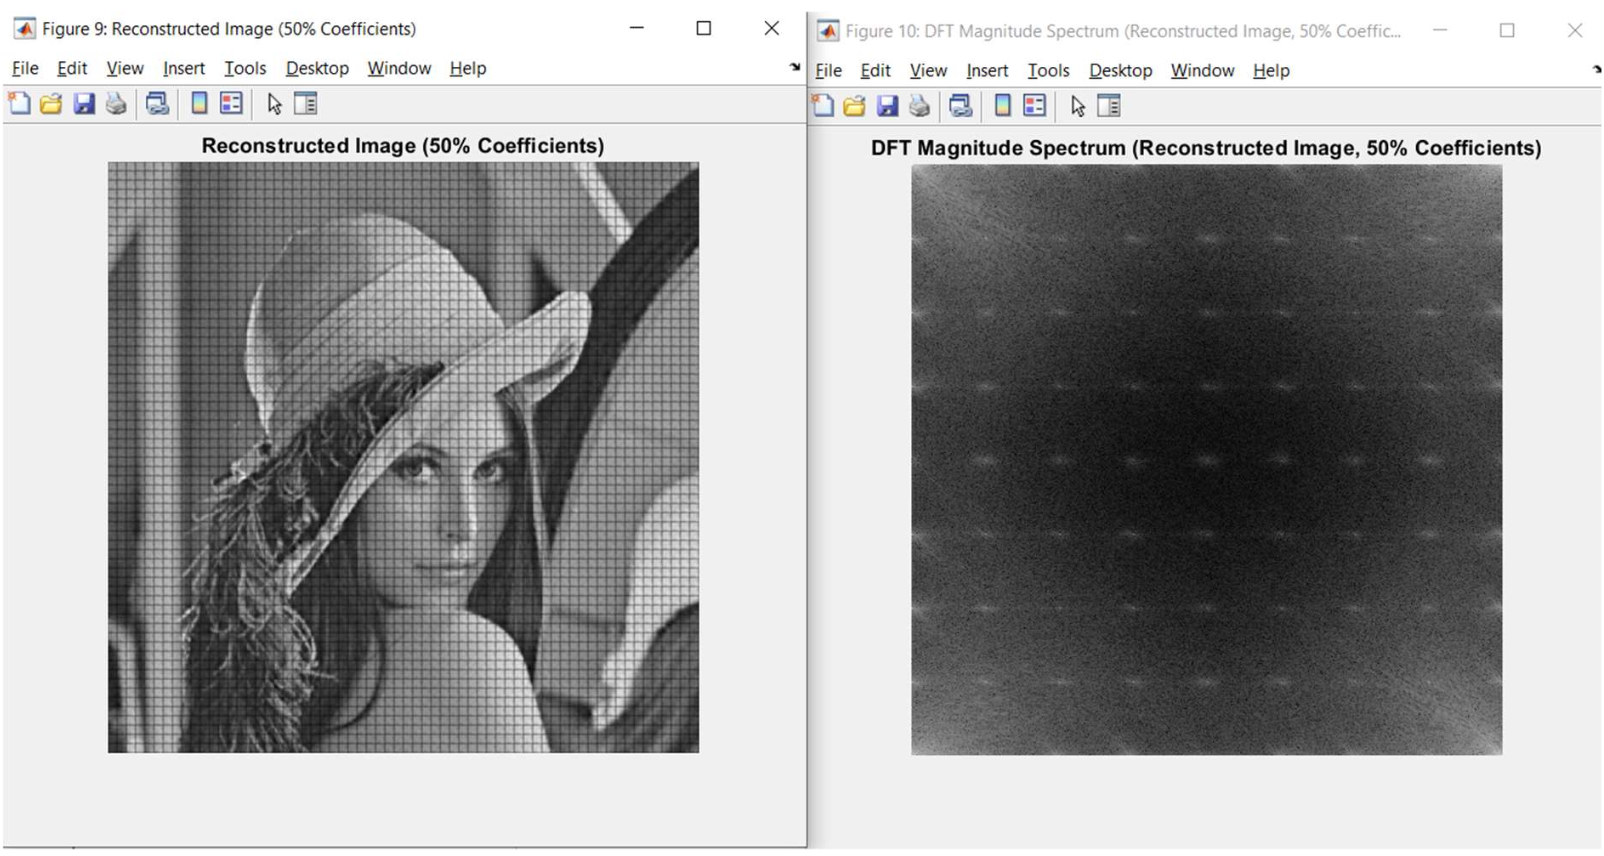 Figure 9: Reconstructed Image (50% Coefficients)
File Edit View Insert Tools Desktop Window Help
Reconstructed Image (50% Coefficients)
Figure 10: DFT Magnitude Spectrum (Reconstructed Image, 50% Coeffic...
File Edit View Insert Tools Desktop Window Help
DFT Magnitude Spectrum (Reconstructed Image, 50% Coefficients)